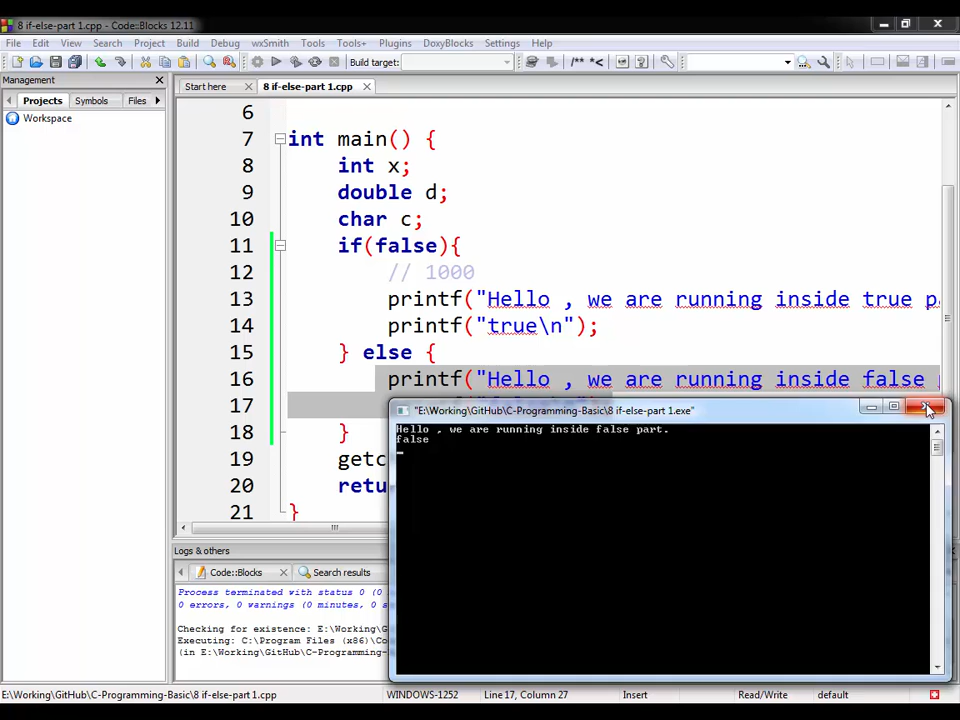 8 if-else-part 1.cpp - Code::Blocks 12.11
File Edit View Search Project Build Debug wxSmith Tools Tools+ Plugins DoxyBlocks Settings Help
Build target:
/** *<
Management
Start here
8 if-else-part 1.cpp
Projects Symbols Files
Workspace
6
7 int main() {
8 int x;
9 double d;
10 char c;
11 if(false){
12 // 1000
13 printf("Hello , we are running inside true pa
14 printf("true\n");
15 } else {
16 printf("Hello , we are running inside false
17
18 }
19 getc
20 retu
21 }
"E:\Working\GitHub\C-Programming-Basic\8 if-else-part 1.exe"
Hello , we are running inside false part.
false
Logs & others
Code::Blocks
Search results
Process terminated with status 0 (0
0 errors, 0 warnings (0 minutes, 0 s
Checking for existence: E:\Working\GitHub
Executing: C:\Program Files (x86)\Co
(in E:\Working\GitHub\C-Programming-
E:\Working\GitHub\C-Programming-Basic\8 if-else-part 1.cpp
WINDOWS-1252
Line 17, Column 27
Insert
Read/Write
default